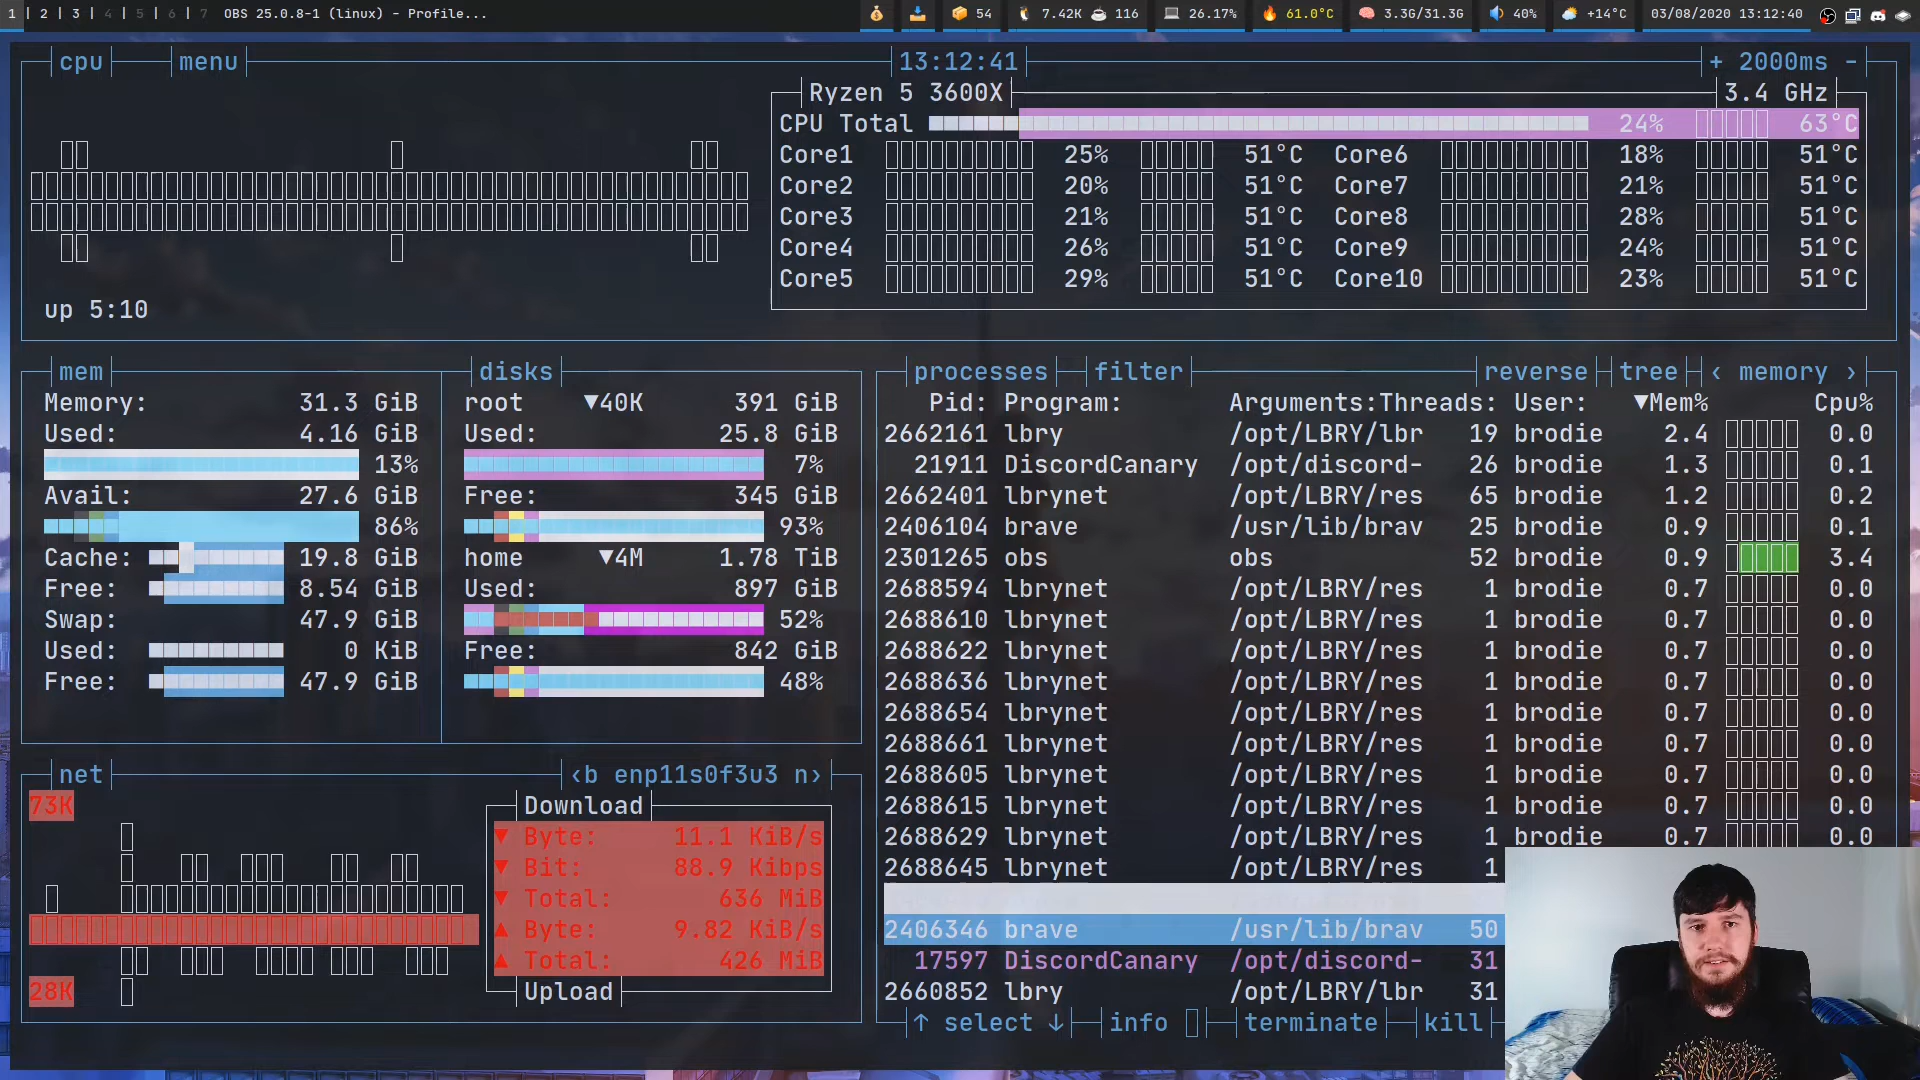 1 | 2 | 3 | 4 | 5 | 6 | 7 OBS 25.0.8-1 (linux) - Profile...
54 7.42K 116 26.17% 61.0°C 3.3G/31.3G 40% +14°C 03/08/2020 13:12:40
cpu menu 13:12:41 + 2000ms -
Ryzen 5 3600X 3.4 GHz
CPU Total 24% 63°C
Core1 25% 51°C Core6 18% 51°C
Core2 20% 51°C Core7 21% 51°C
Core3 21% 51°C Core8 28% 51°C
Core4 26% 51°C Core9 24% 51°C
Core5 29% 51°C Core10 23% 51°C
up 5:10
mem
Memory: 31.3 GiB
Used: 4.16 GiB
13%
Avail: 27.6 GiB
86%
Cache: 19.8 GiB
Free: 8.54 GiB
Swap: 47.9 GiB
Used: 0 KiB
Free: 47.9 GiB
disks
root ▼40K 391 GiB
Used: 25.8 GiB
7%
Free: 345 GiB
93%
home ▼4M 1.78 TiB
Used: 897 GiB
52%
Free: 842 GiB
48%
net ‹b enp11s0f3u3 n›
73K
28K
Download
▼ Byte: 11.1 KiB/s
▼ Bit: 88.9 Kibps
▼ Total: 636 MiB
▲ Byte: 9.82 KiB/s
▲ Total: 426 MiB
Upload
processes filter reverse tree ‹ memory ›
Pid: Program: Arguments:Threads: User: ▼Mem% Cpu%
2662161 lbry /opt/LBRY/lbr 19 brodie 2.4 0.0
21911 DiscordCanary /opt/discord- 26 brodie 1.3 0.1
2662401 lbrynet /opt/LBRY/res 65 brodie 1.2 0.2
2406104 brave /usr/lib/brav 25 brodie 0.9 0.1
2301265 obs obs 52 brodie 0.9 3.4
2688594 lbrynet /opt/LBRY/res 1 brodie 0.7 0.0
2688610 lbrynet /opt/LBRY/res 1 brodie 0.7 0.0
2688622 lbrynet /opt/LBRY/res 1 brodie 0.7 0.0
2688636 lbrynet /opt/LBRY/res 1 brodie 0.7 0.0
2688654 lbrynet /opt/LBRY/res 1 brodie 0.7 0.0
2688661 lbrynet /opt/LBRY/res 1 brodie 0.7 0.0
2688605 lbrynet /opt/LBRY/res 1 brodie 0.7 0.0
2688615 lbrynet /opt/LBRY/res 1 brodie 0.7 0.0
2688629 lbrynet /opt/LBRY/res 1 brodie 0.7 0.0
2688645 lbrynet /opt/LBRY/res 1
2406346 brave /usr/lib/brav 50
17597 DiscordCanary /opt/discord- 31
2660852 lbry /opt/LBRY/lbr 31
↑ select ↓ info terminate kill